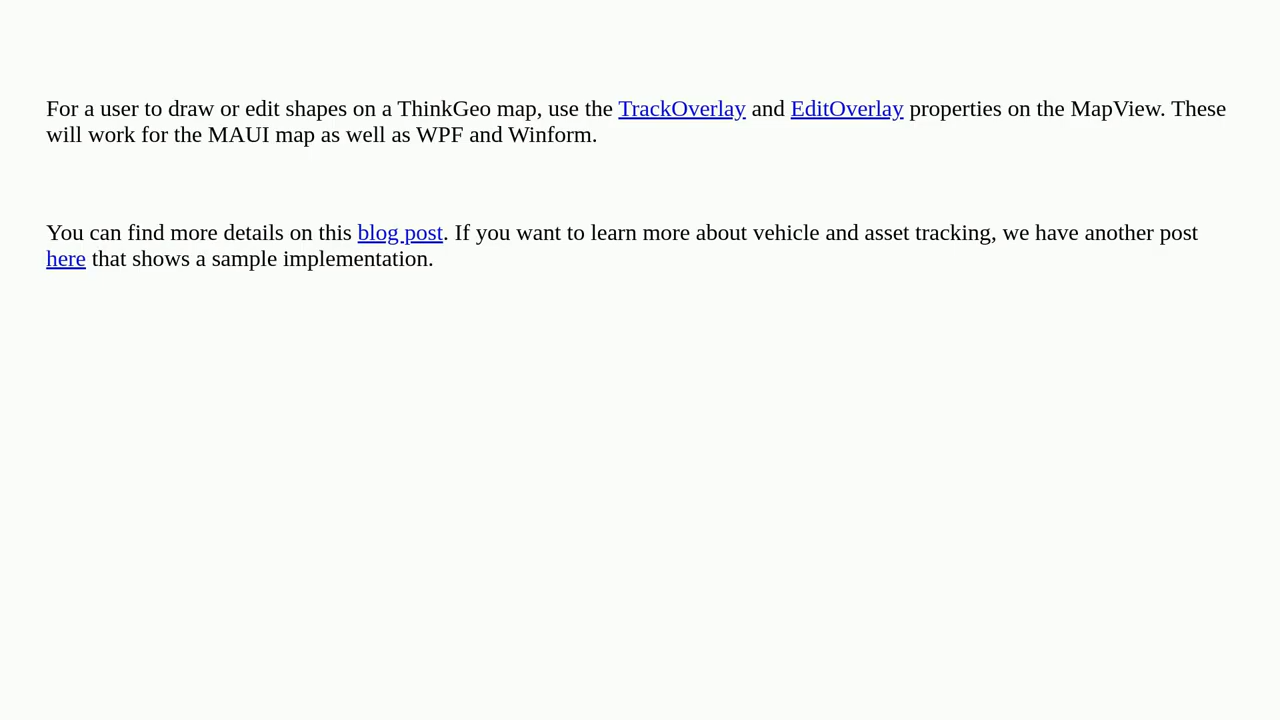 For a user to draw or edit shapes on a ThinkGeo map, use the TrackOverlay and EditOverlay properties on the MapView. These
will work for the MAUI map as well as WPF and Winform.
You can find more details on this blog post. If you want to learn more about vehicle and asset tracking, we have another post
here that shows a sample implementation.